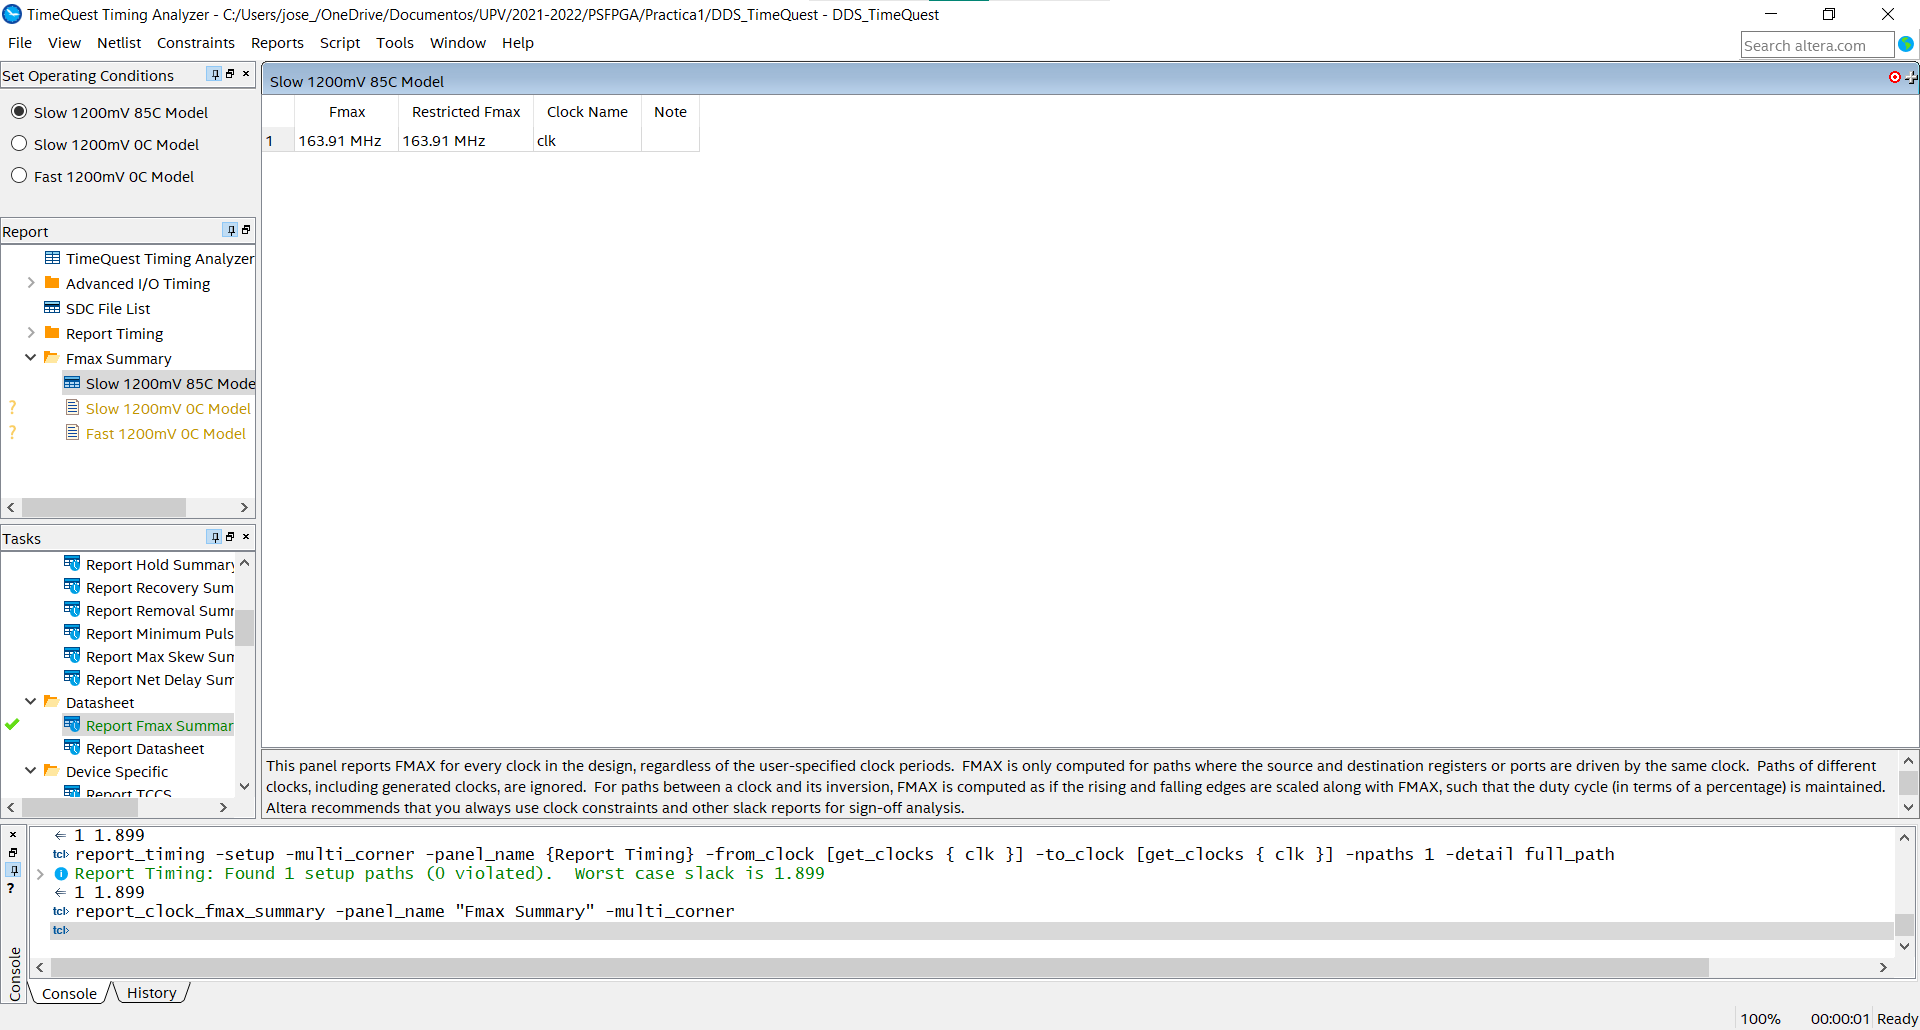 TimeQuest Timing Analyzer - C:/Users/jose_/OneDrive/Documentos/UPV/2021-2022/PSFPGA/Practica1/DDS_TimeQuest - DDS_TimeQuest
File View Netlist Constraints Reports Script Tools Window Help
Search altera.com
Set Operating Conditions
Slow 1200mV 85C Model
Slow 1200mV 0C Model
Fast 1200mV 0C Model
Report
TimeQuest Timing Analyzer
Advanced I/O Timing
SDC File List
Report Timing
Fmax Summary
Slow 1200mV 85C Mode
Slow 1200mV 0C Model
Fast 1200mV 0C Model
Tasks
Report Hold Summary
Report Recovery Sum
Report Removal Sum
Report Minimum Puls
Report Max Skew Sum
Report Net Delay Sum
Datasheet
Report Fmax Summar
Report Datasheet
Device Specific
Report TCCS
Slow 1200mV 85C Model
Fmax Restricted Fmax Clock Name Note
1 163.91 MHz 163.91 MHz clk
This panel reports FMAX for every clock in the design, regardless of the user-specified clock periods. FMAX is only computed for paths where the source and destination registers or ports are driven by the same clock. Paths of different
clocks, including generated clocks, are ignored. For paths between a clock and its inversion, FMAX is computed as if the rising and falling edges are scaled along with FMAX, such that the duty cycle (in terms of a percentage) is maintained.
Altera recommends that you always use clock constraints and other slack reports for sign-off analysis.
1 1.899
tcl> report_timing -setup -multi_corner -panel_name {Report Timing} -from_clock [get_clocks { clk }] -to_clock [get_clocks { clk }] -npaths 1 -detail full_path
Report Timing: Found 1 setup paths (0 violated). Worst case slack is 1.899
1 1.899
tcl> report_clock_fmax_summary -panel_name "Fmax Summary" -multi_corner
tcl>
Console
Console History
100% 00:00:01 Ready